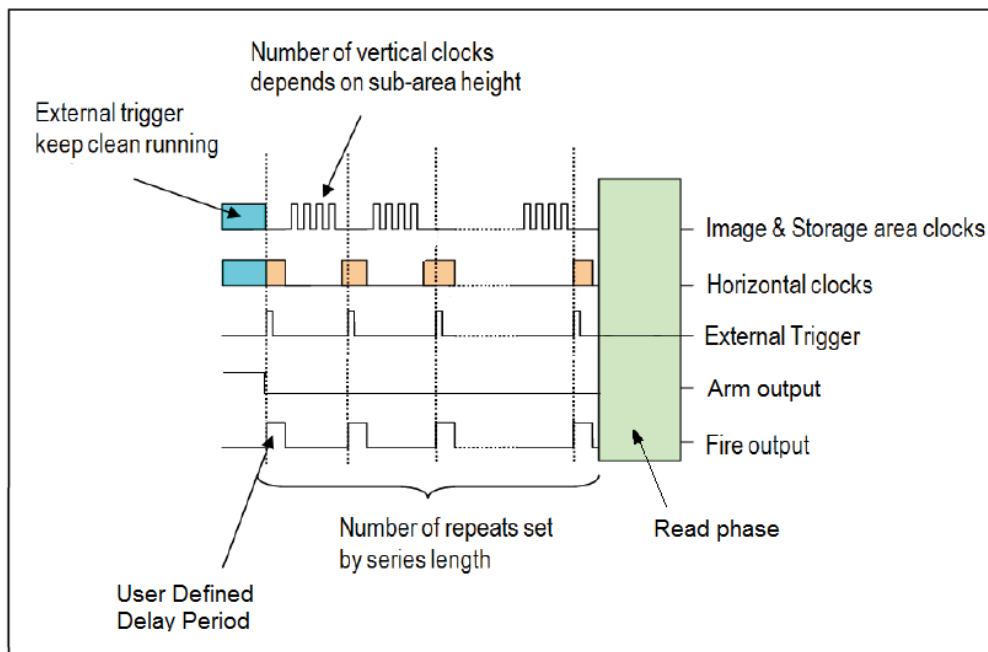 Number of vertical clocks
depends on sub-area height
External trigger
keep clean running
Image & Storage area clocks
Horizontal clocks
External Trigger
Arm output
Fire output
Number of repeats set
by series length
Read phase
User Defined
Delay Period